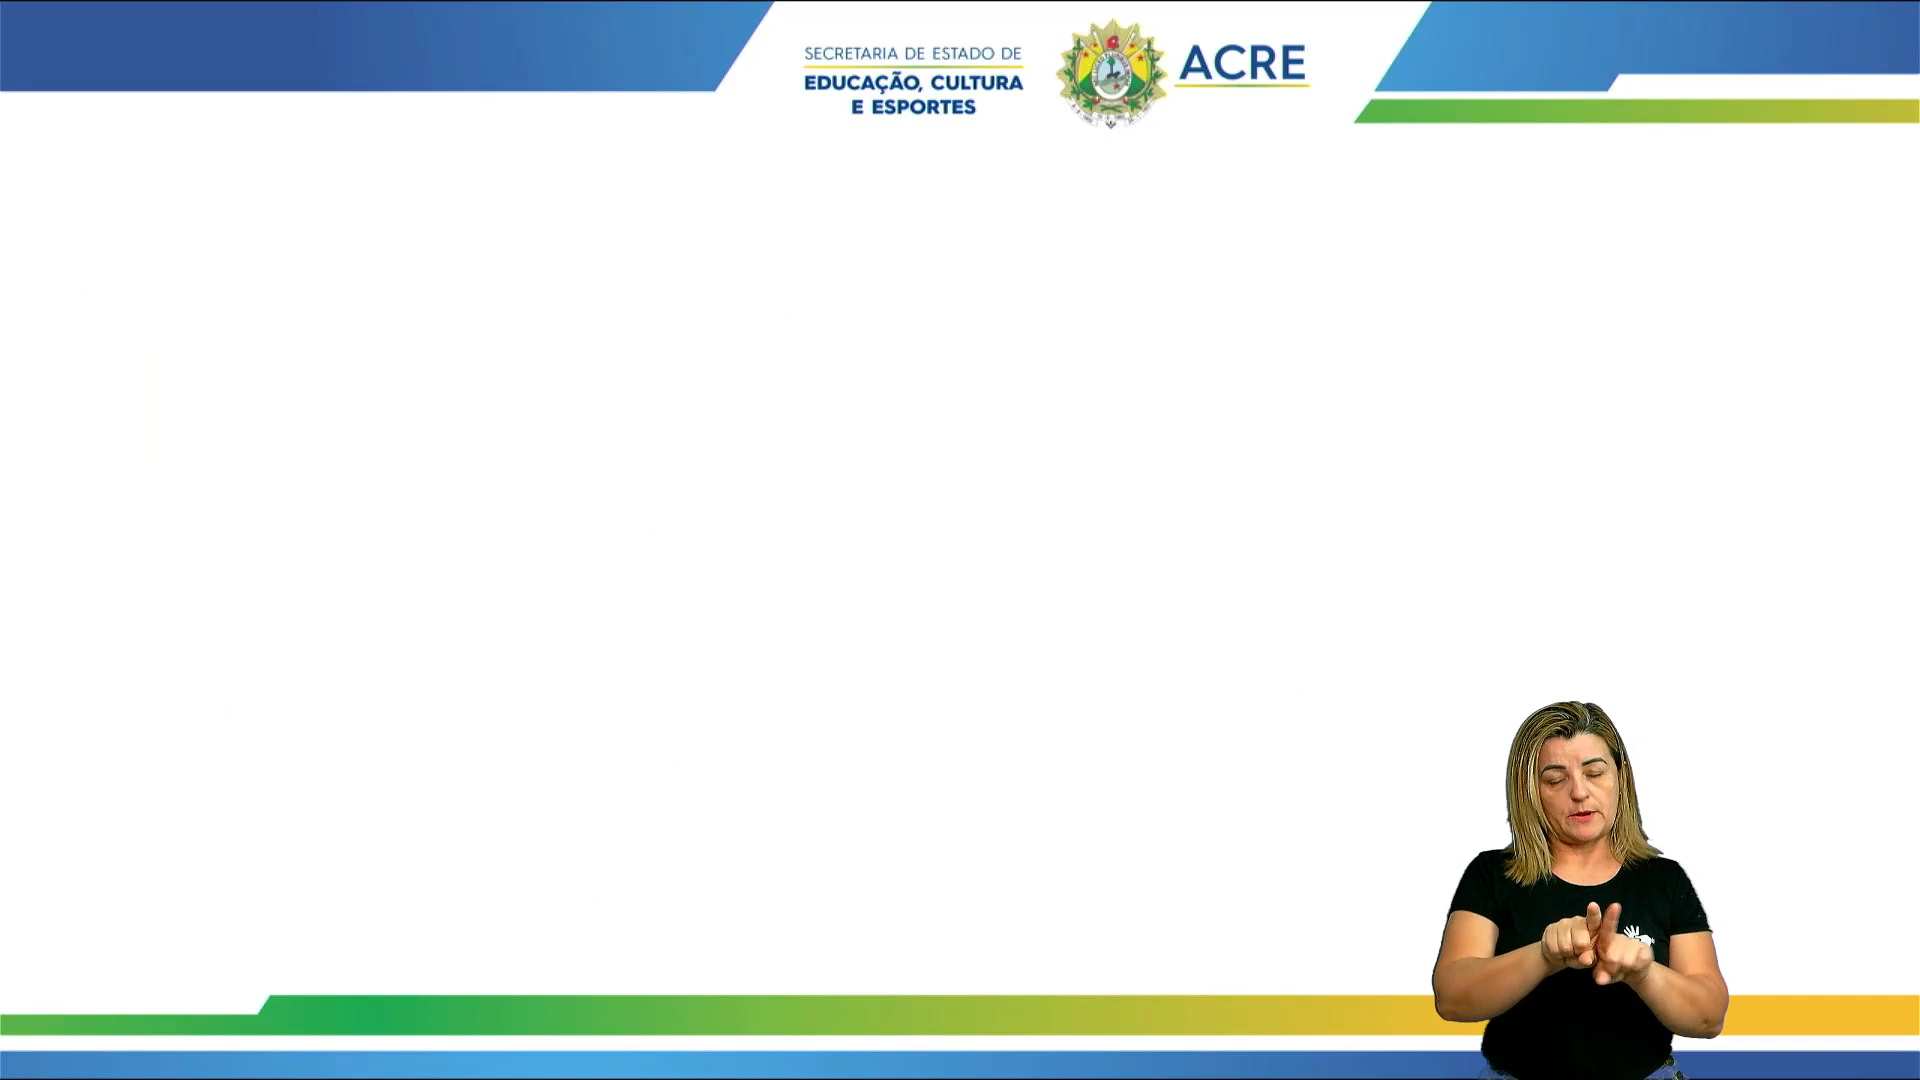 SECRETARIA DE ESTADO DE
EDUCAÇÃO, CULTURA
E ESPORTES
ACRE